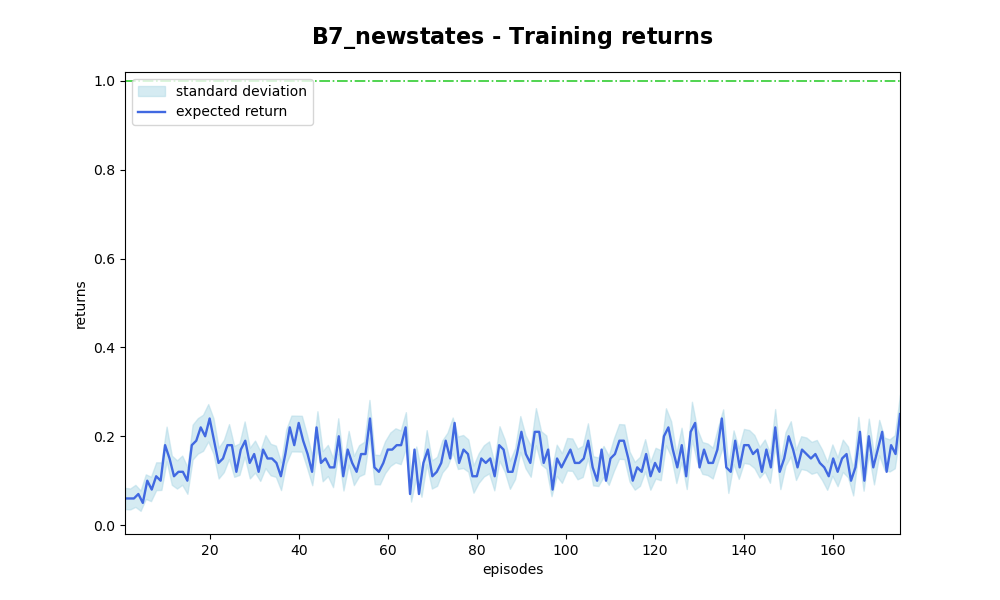 B7_newstates - Training returns
1.0
standard deviation
expected return
0.8
0.6
returns
0.4
0.2
0.0
20 40 60 80 100 120 140 160
episodes